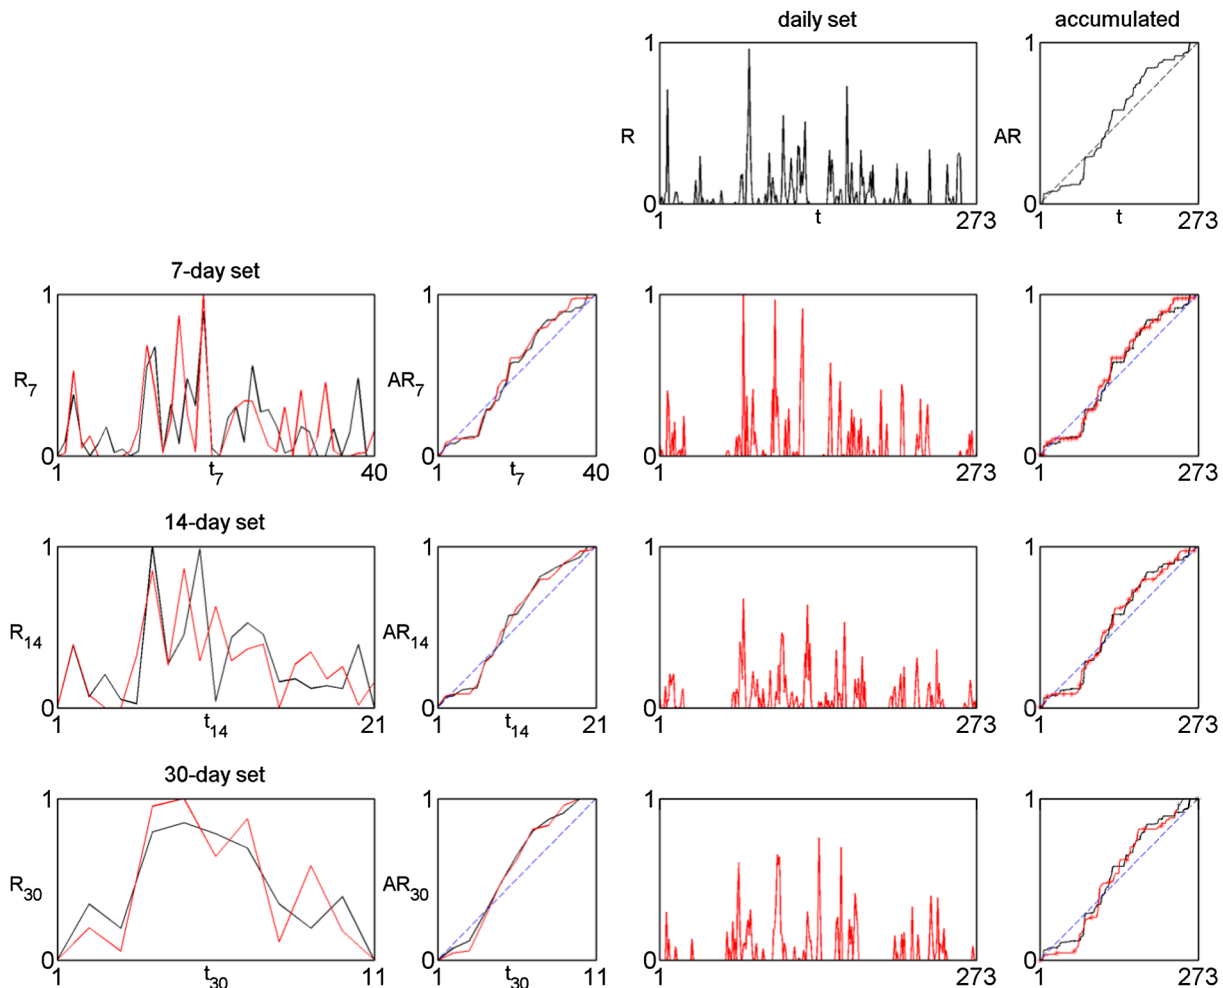 daily set accumulated
1 1
R AR
0 0
1 t 273 1 t 273
7-day set
1 1 1 1
R7 AR7
0 0 0 0
1 t7 40 1 t7 40 1 273 1 273
14-day set
1 1 1 1
R14 AR14
0 0 0 0
1 t14 21 1 t14 21 1 273 1 273
30-day set
1 1 1 1
R30 AR30
0 0 0 0
1 t30 11 1 t30 11 1 273 1 273